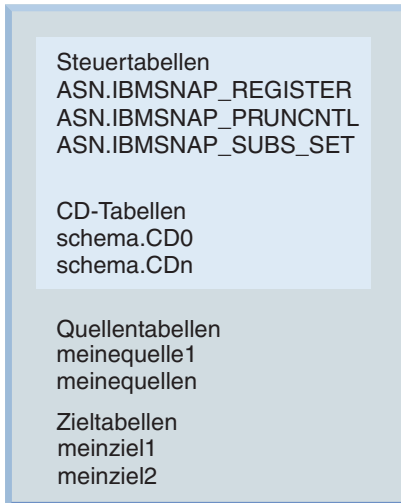 Steuertabellen
ASN.IBMSNAP_REGISTER
ASN.IBMSNAP_PRUNCNTL
ASN.IBMSNAP_SUBS_SET
CD-Tabellen
schema.CD0
schema.CDn
Quellentabellen
meinequelle1
meinequellen
Zieltabellen
meinziel1
meinziel2